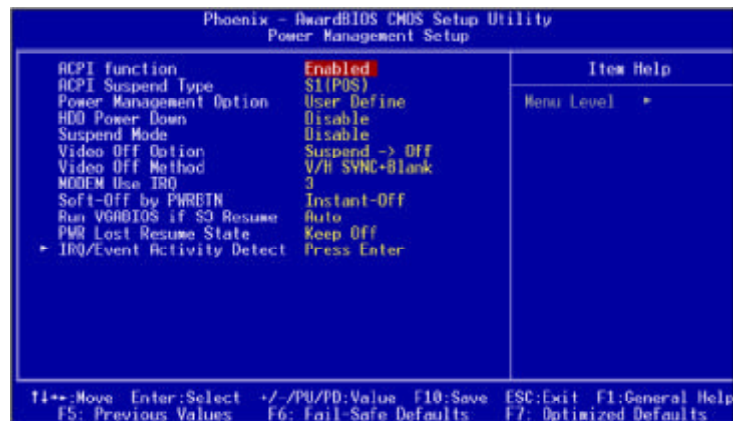 Phoenix - AwardBIOS CMOS Setup Utility
Power Management Setup
ACPI function Enabled
ACPI Suspend Type S1(POS)
Power Management Option User Define
HDD Power Down Disable
Suspend Mode Disable
Video Off Option Suspend -> Off
Video Off Method V/H SYNC+Blank
MODEM Use IRQ 3
Soft-Off by PWRBTN Instant-Off
Run VGABIOS if S3 Resume Auto
PWR Lost Resume State Keep Off
► IRQ/Event Activity Detect Press Enter
Item Help
Menu Level ►
↑↓→←:Move Enter:Select +/-/PU/PD:Value F10:Save ESC:Exit F1:General Help
F5: Previous Values F6: Fail-Safe Defaults F7: Optimized Defaults